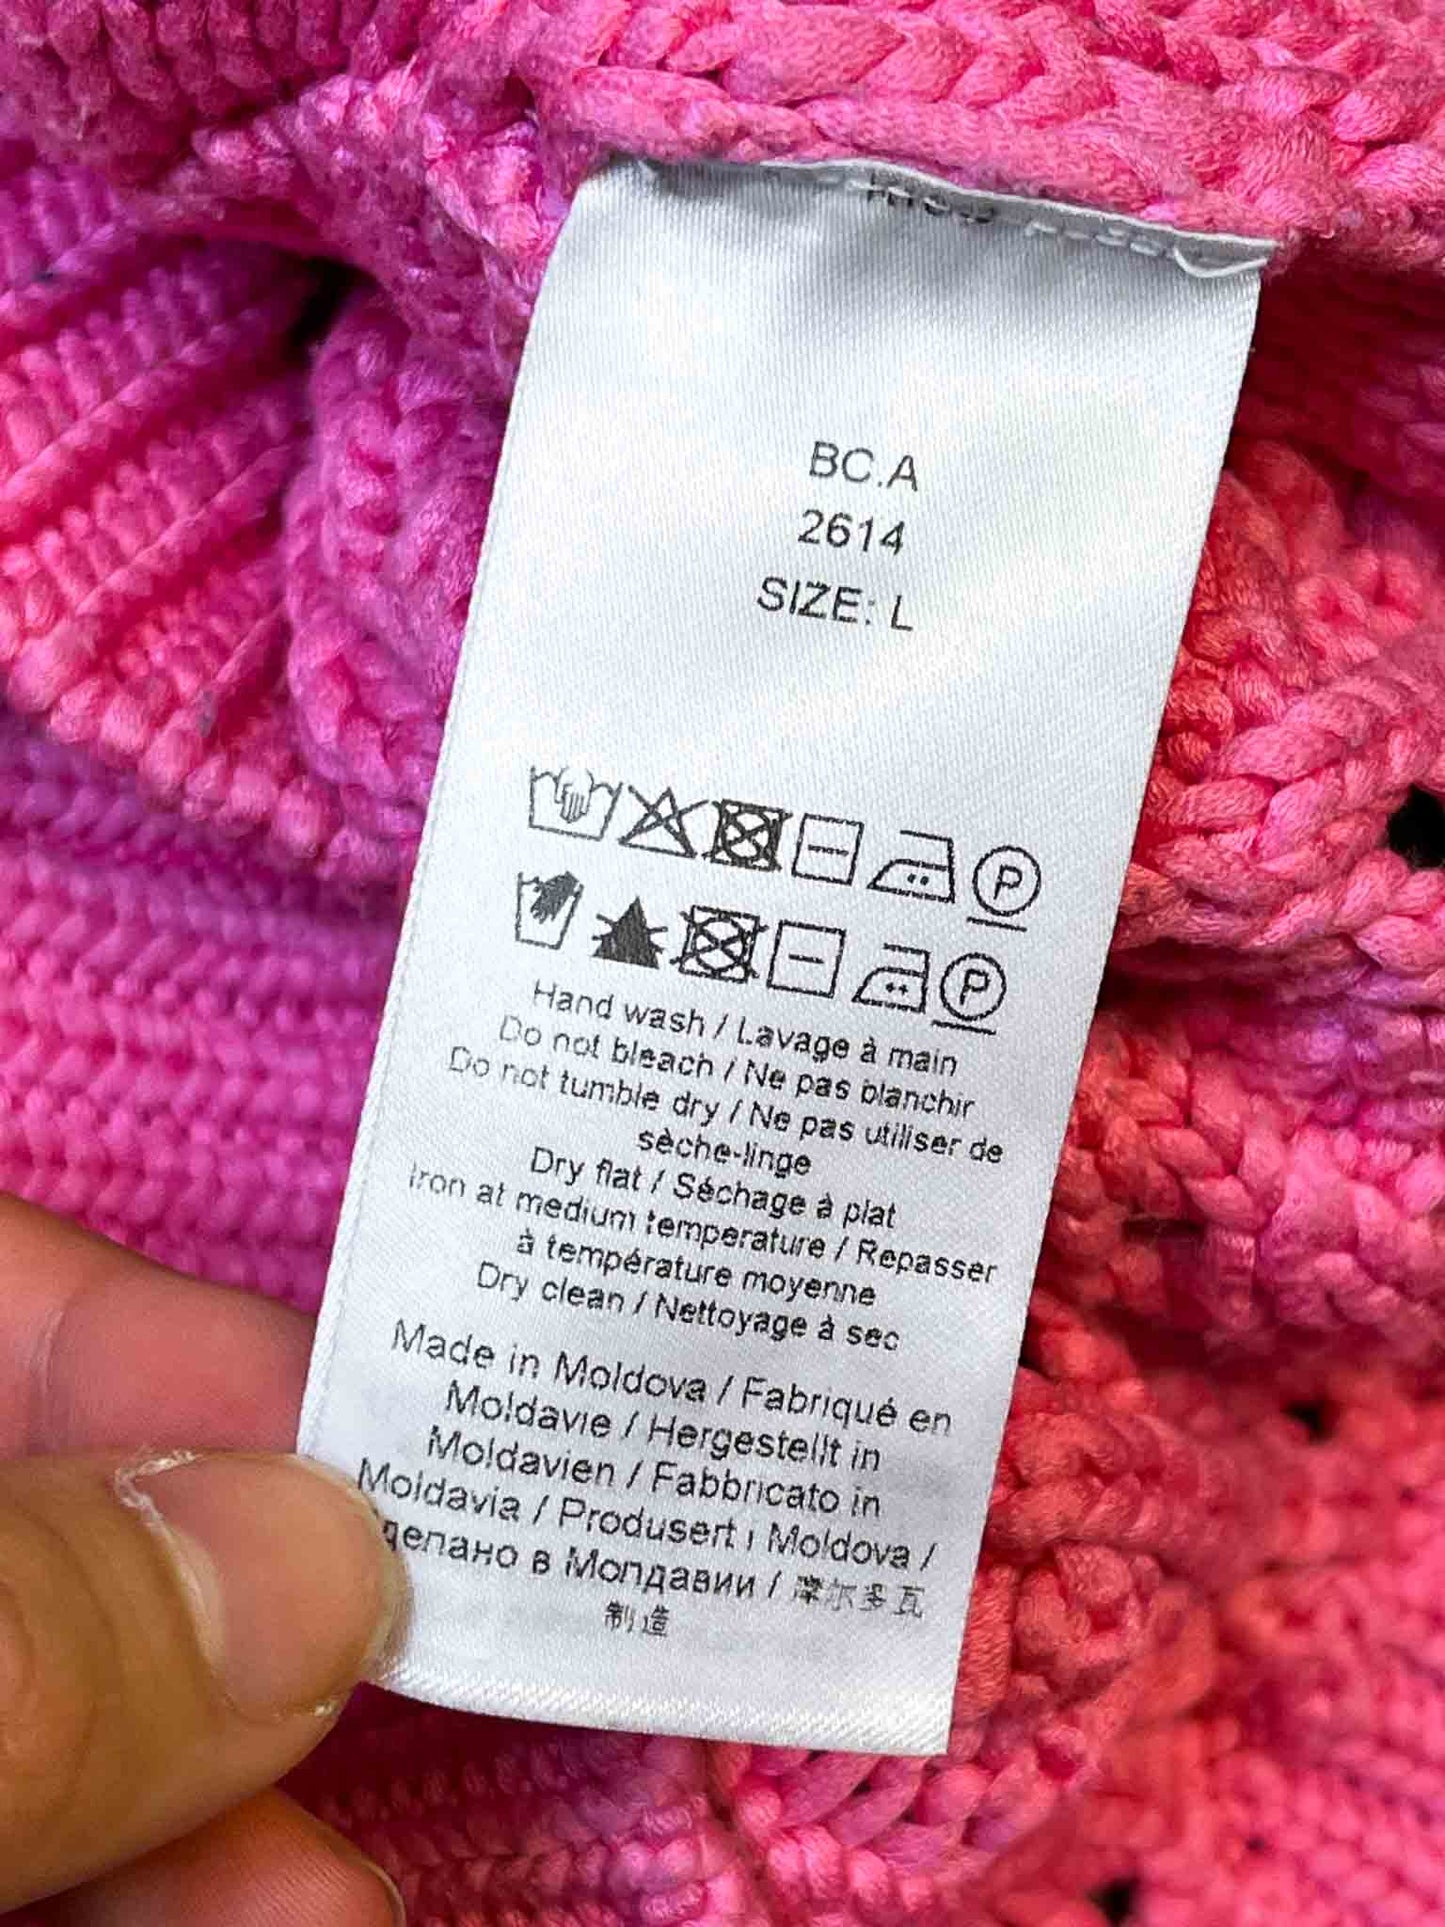 BC.A
2614
SIZE: L
P
P
Hand wash / Lavage à main
Do not bleach / Ne pas blanchir
Do not tumble dry / Ne pas utiliser de
sèche-linge
Dry flat / Séchage à plat
Iron at medium temperature / Repasser
à température moyenne
Dry clean / Nettoyage à sec
Made in Moldova / Fabriqué en
Moldavie / Hergestellt in
Moldavien / Fabbricato in
Moldavia / Produsert i Moldova /
делано в Молдавии / 摩尔多瓦
制造